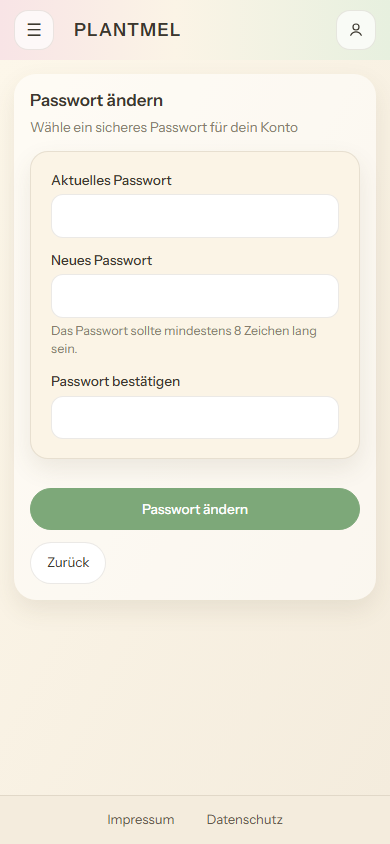 PLANTMEL
Passwort ändern
Wähle ein sicheres Passwort für dein Konto
Aktuelles Passwort
Neues Passwort
Das Passwort sollte mindestens 8 Zeichen lang
sein.
Passwort bestätigen
Passwort ändern
Zurück
Impressum Datenschutz